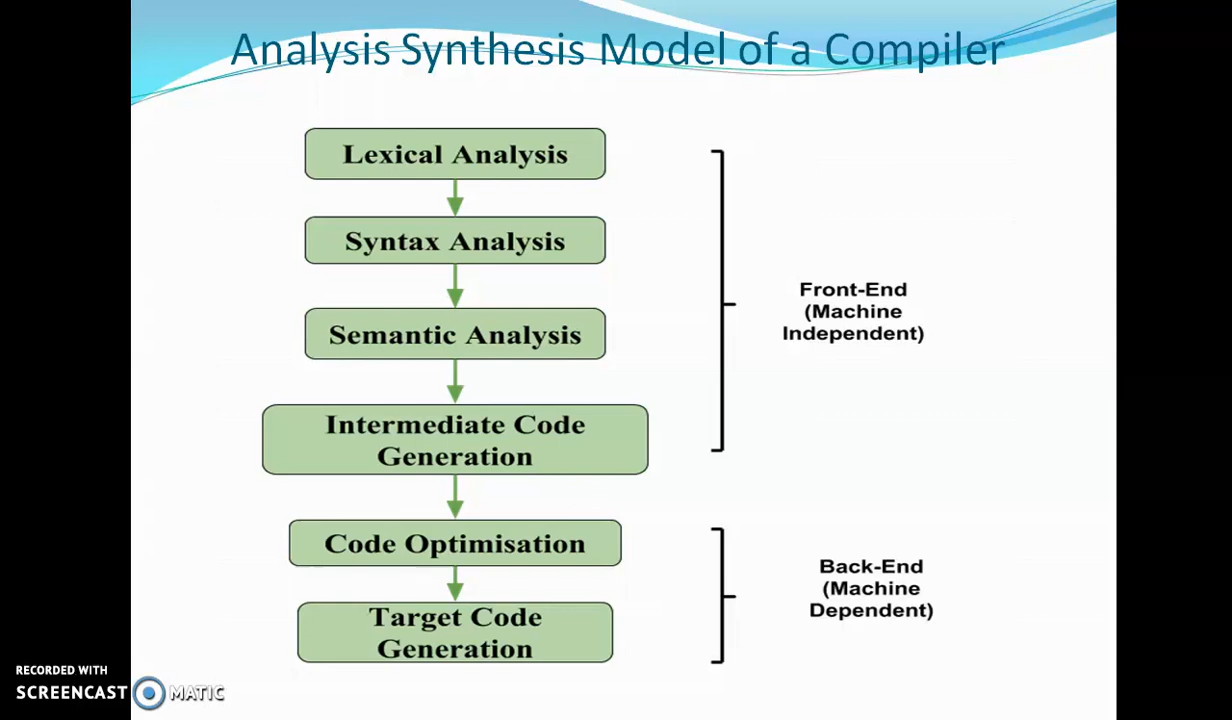 Analysis Synthesis Model of a Compiler
Lexical Analysis
Syntax Analysis
Semantic Analysis
Intermediate Code
Generation
Code Optimisation
Target Code
Generation
Front-End
(Machine
Independent)
Back-End
(Machine
Dependent)
RECORDED WITH
SCREENCAST MATIC